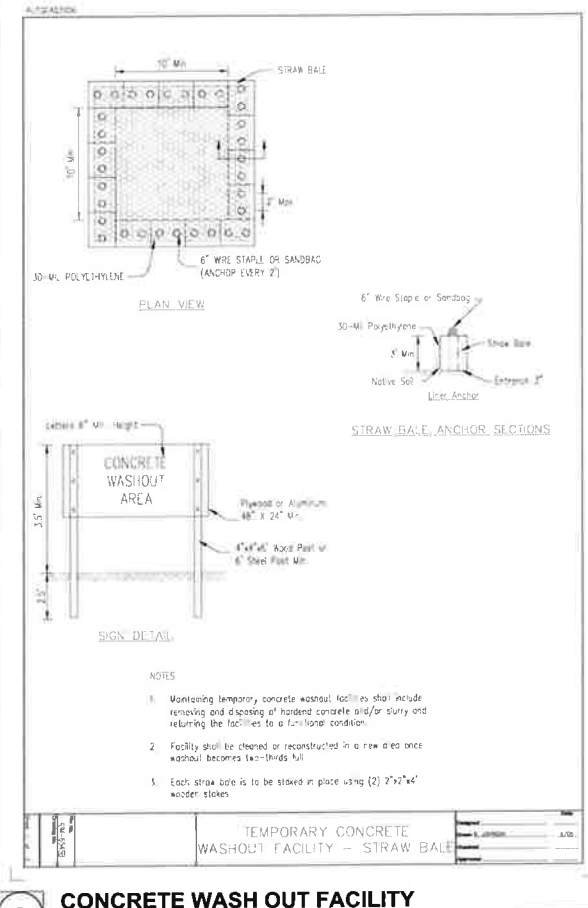 10' Min
STRAW BALE
10' Min
2" Max
6" WIRE STAPLE OR SANDBAG
(ANCHOR EVERY 2')
30-MIL POLYETHYLENE
PLAN VIEW
6" Wire Staple or Sandbag
30-Mil Polyethylene
Straw Bale
3' Min
Native Soil
Liner Anchor
STRAW BALE ANCHOR SECTIONS
Letters 6" Min. Height
CONCRETE
WASHOUT
AREA
3.5' Min.
Plywood or Aluminum
48" X 24" Min.
4"x4"x6' Wood Post or
6' Steel Post Min.
2.5'
SIGN DETAIL
NOTES
1. Maintaining temporary concrete washout facilities shall include
removing and disposing of hardend concrete and/or slurry and
returning the facilities to a functional condition.
2 Facility shall be cleaned or reconstructed in a new area once
washout becomes two-thirds full
3. Each straw bale is to be staked in place using (2) 2"x2"x4'
wooden stakes
TEMPORARY CONCRETE
WASHOUT FACILITY - STRAW BALE
CONCRETE WASH OUT FACILITY